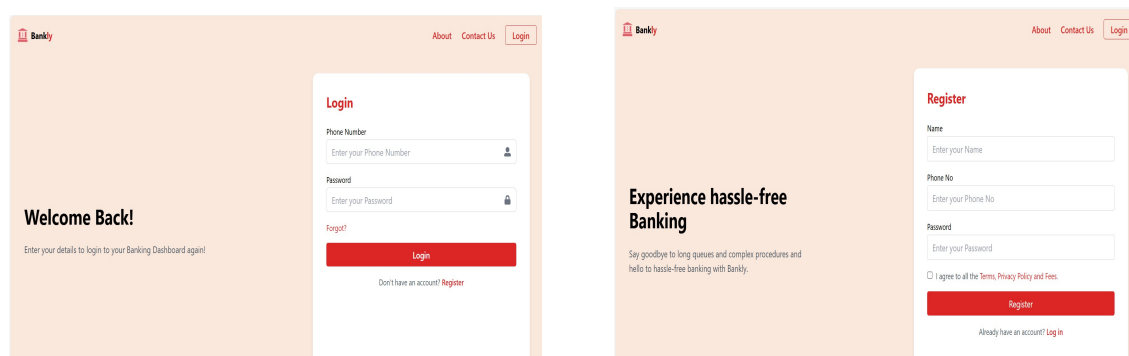 Bankly
About Contact Us Login
Login
Phone Number
Enter your Phone Number
Password
Enter your Password
Forgot?
Login
Don't have an account? Register
Welcome Back!
Enter your details to login to your Banking Dashboard again!
Bankly
About Contact Us Login
Experience hassle-free
Banking
Say goodbye to long queues and complex procedures and
hello to hassle-free banking with Bankly.
Register
Name
Enter your Name
Phone No
Enter your Phone No
Password
Enter your Password
I agree to all the Terms, Privacy Policy and Fees.
Register
Already have an account? Log in